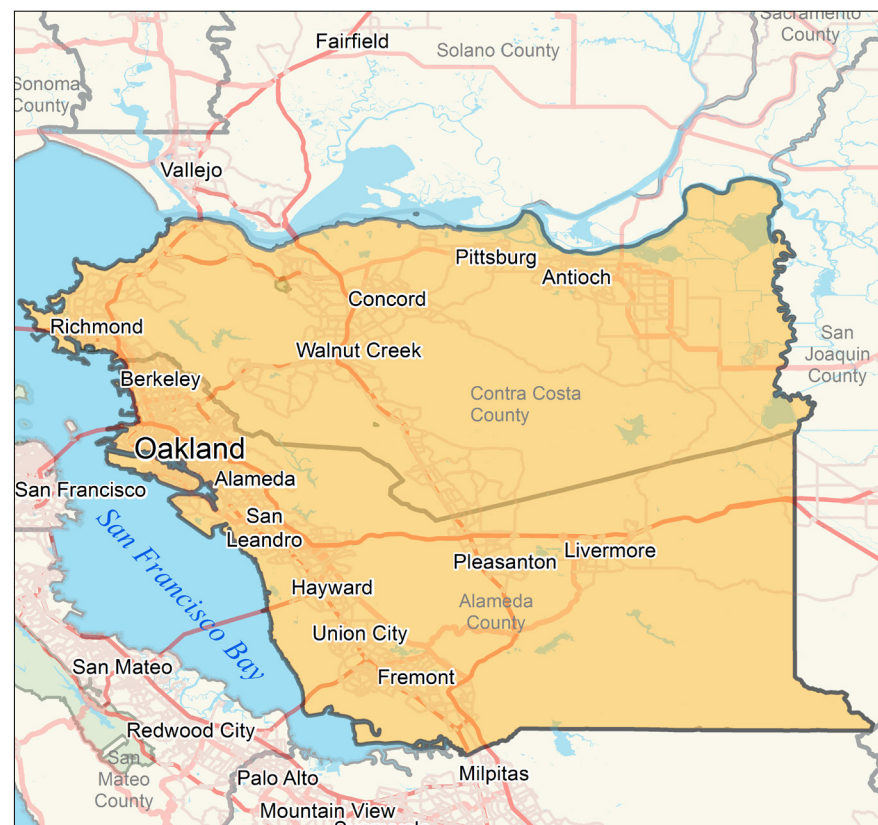 Sacramento
County
Fairfield
Solano County
Sonoma
County
Vallejo
Pittsburg
Antioch
Concord
Richmond
San
Joaquin
County
Walnut Creek
Berkeley
Contra Costa
County
Oakland
Alameda
San Francisco
San
Leandro
San Francisco Bay
Livermore
Pleasanton
Hayward
Alameda
County
Union City
San Mateo
Fremont
Redwood City
San
Mateo
County
Palo Alto
Milpitas
Mountain View